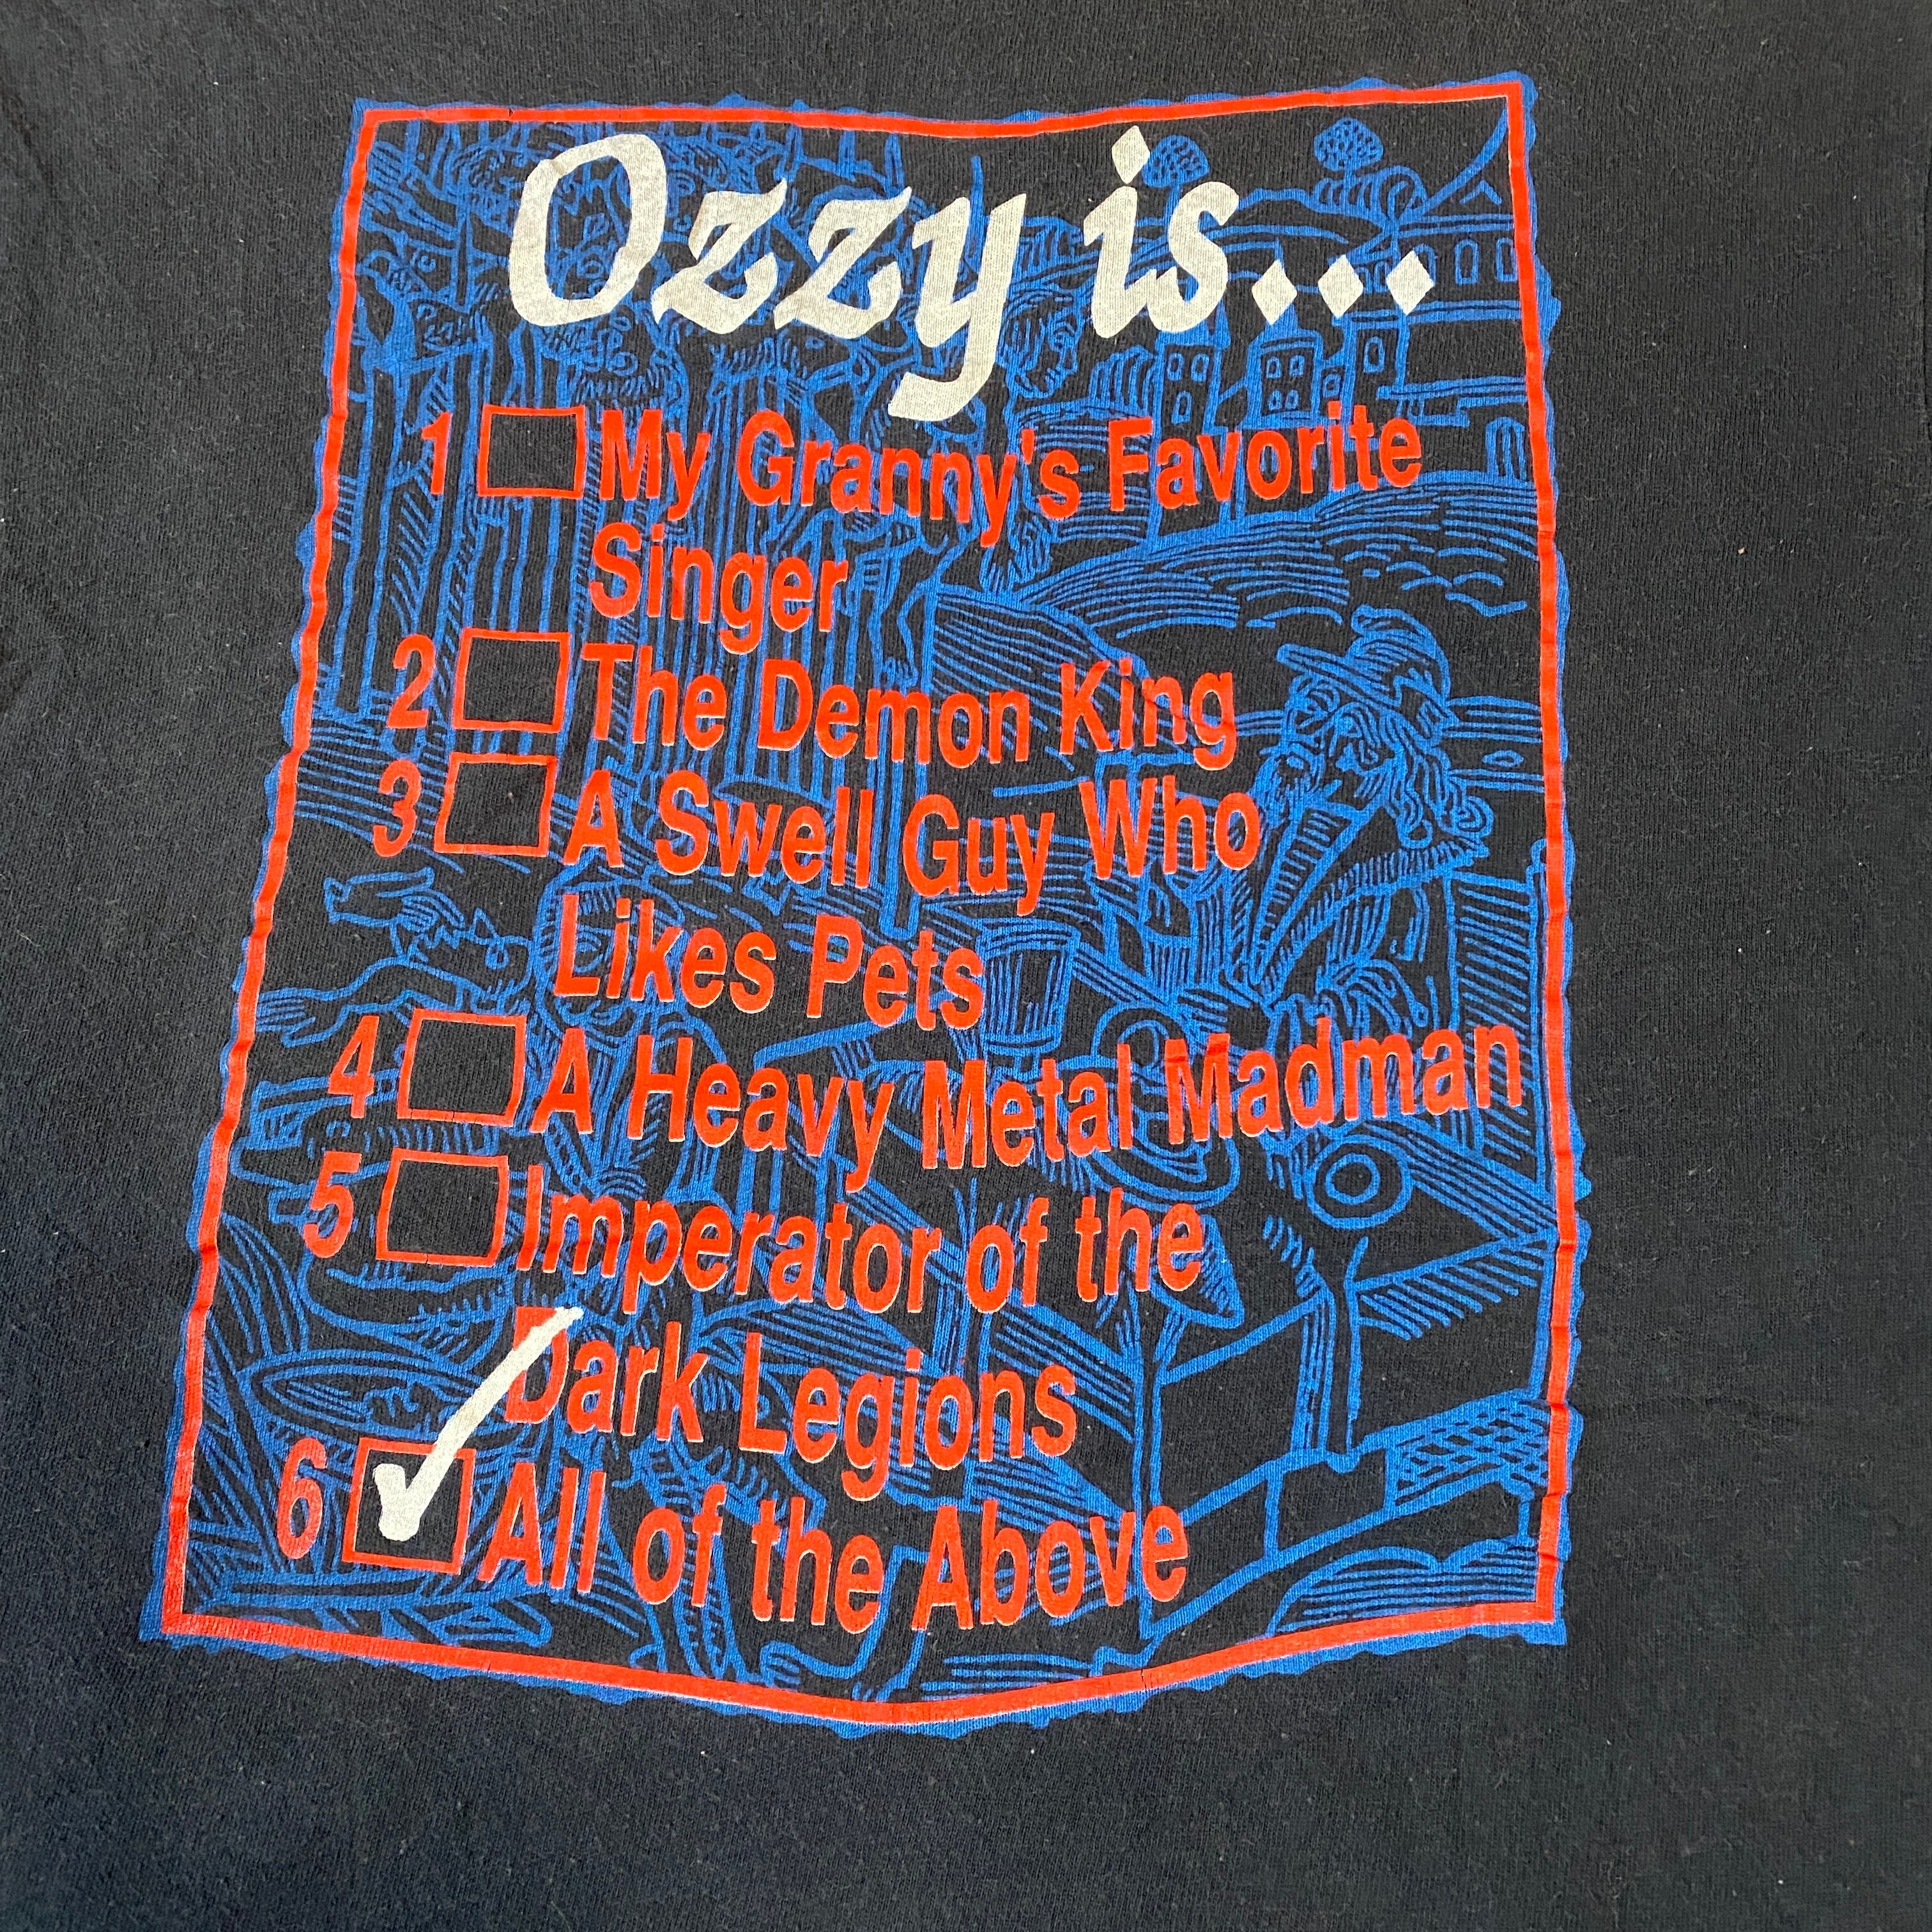 Ozzy is...
1 My Granny's Favorite
Singer
2 The Demon King
3 A Swell Guy Who
Likes Pets
4 A Heavy Metal Madman
5 Imperator of the
Dark Legions
6 All of the Above